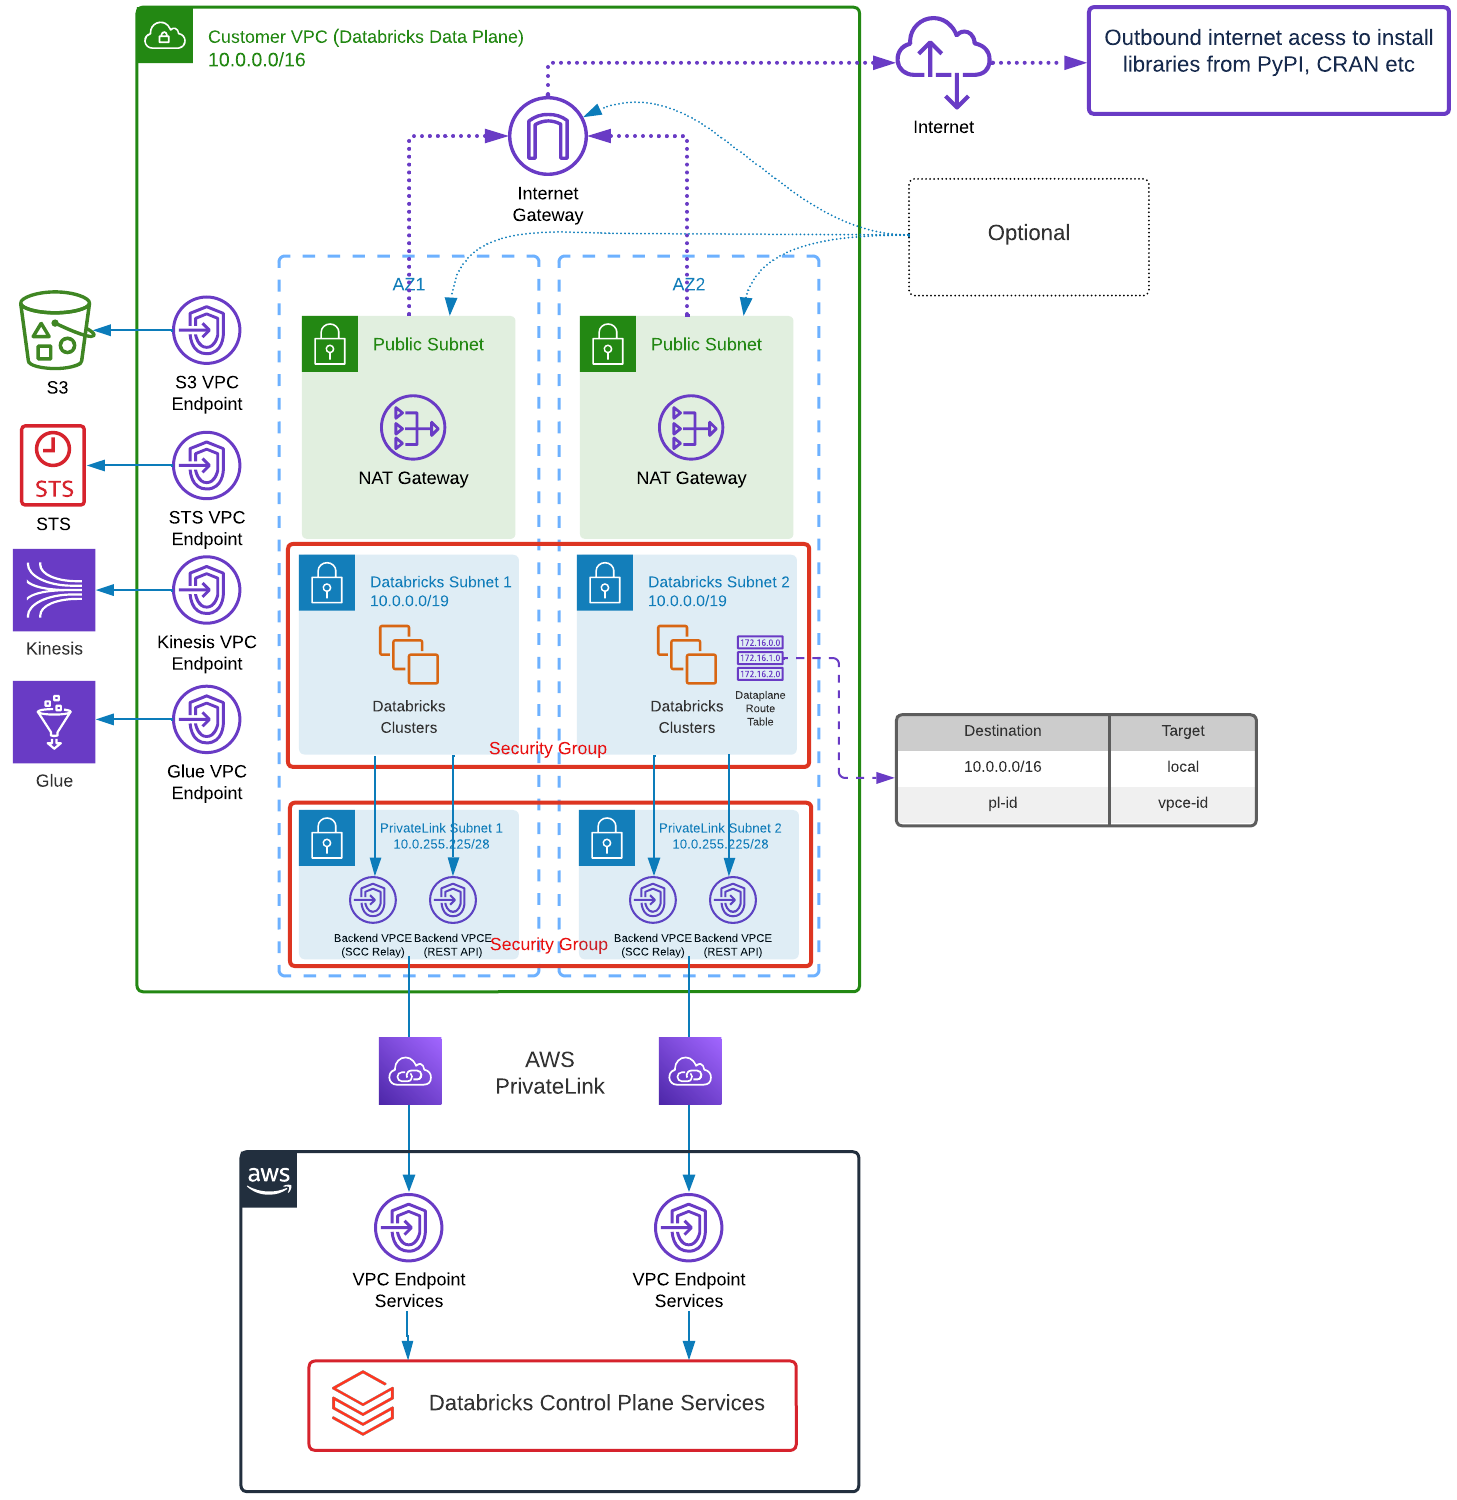 Customer VPC (Databricks Data Plane)
10.0.0.0/16
Outbound internet acess to install
libraries from PyPI, CRAN etc
Internet
Internet
Gateway
Optional
AZ1
AZ2
S3
S3 VPC
Endpoint
STS
STS
STS VPC
Endpoint
Kinesis
Kinesis VPC
Endpoint
Glue
Glue VPC
Endpoint
Public Subnet
NAT Gateway
Public Subnet
NAT Gateway
Databricks Subnet 1
10.0.0.0/19
Databricks
Clusters
Databricks Subnet 2
10.0.0.0/19
Databricks
Clusters
172.16.0.0
172.16.1.0
172.16.2.0
Dataplane
Route
Table
Security Group
Destination Target
10.0.0.0/16 local
pl-id vpce-id
PrivateLink Subnet 1
10.0.255.225/28
Backend VPCE
(SCC Relay)
Backend VPCE
(REST API)
PrivateLink Subnet 2
10.0.255.225/28
Backend VPCE
(SCC Relay)
Backend VPCE
(REST API)
Security Group
AWS
PrivateLink
aws
VPC Endpoint
Services
VPC Endpoint
Services
Databricks Control Plane Services